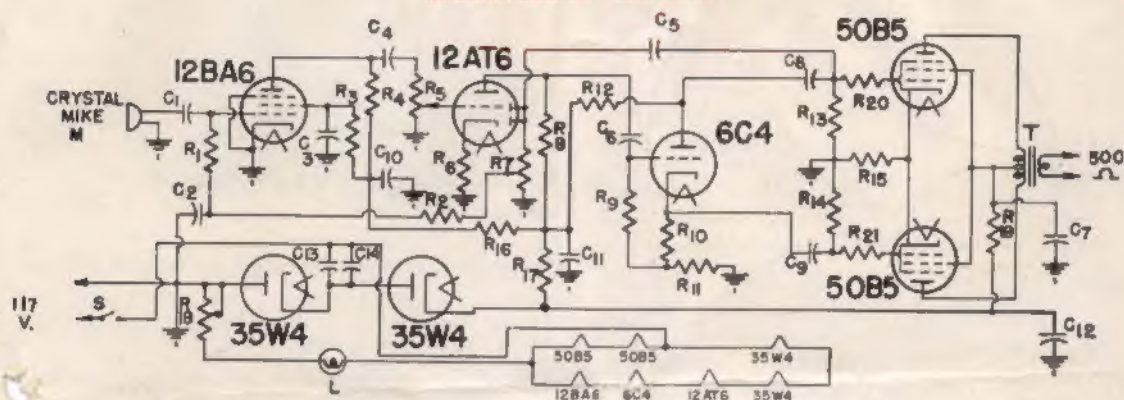 C4
C5
50B5
12BA6
12AT6
C8
CRYSTAL
MIKE
M
C1
R3
R4
R5
R12
R20
R13
6C4
T
R1
C3
C10
R6
R7
R8
C6
R15
500
Ω
C2
R2
R9
R14
R16
R10
R21
R19
C7
C13
C14
C11
R17
R11
C9
117
V.
S
R18
35W4
35W4
50B5
C12
L
50B5
50B5
35W4
12BA6
6C4
12AT6
35W4